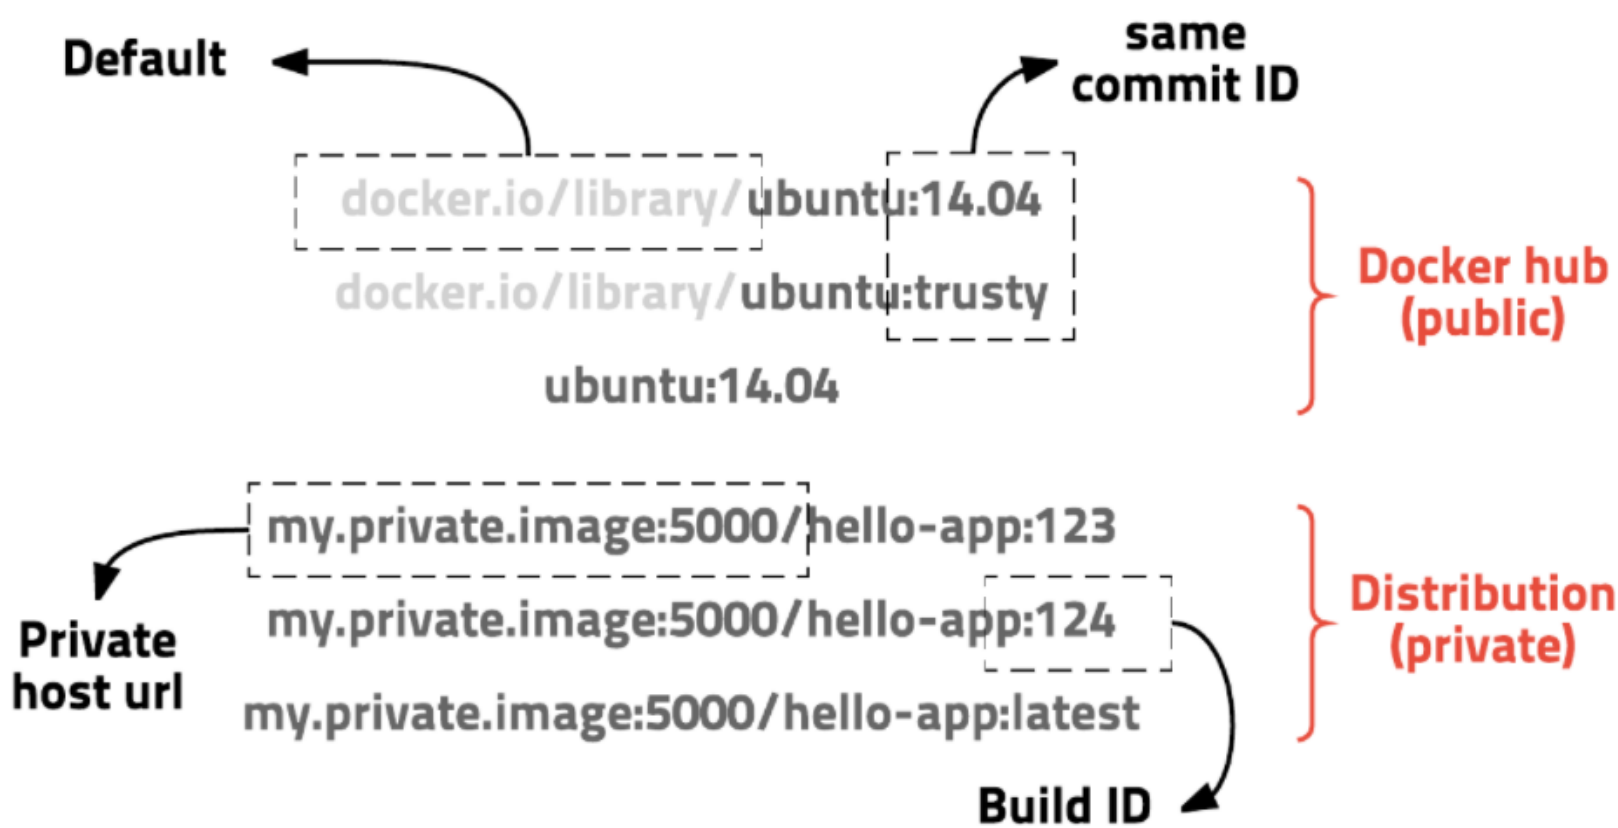 Default
same
commit ID
docker.io/library/ubuntu:14.04
docker.io/library/ubuntu:trusty
ubuntu:14.04
Docker hub
(public)
my.private.image:5000/hello-app:123
my.private.image:5000/hello-app:124
my.private.image:5000/hello-app:latest
Private
host url
Distribution
(private)
Build ID